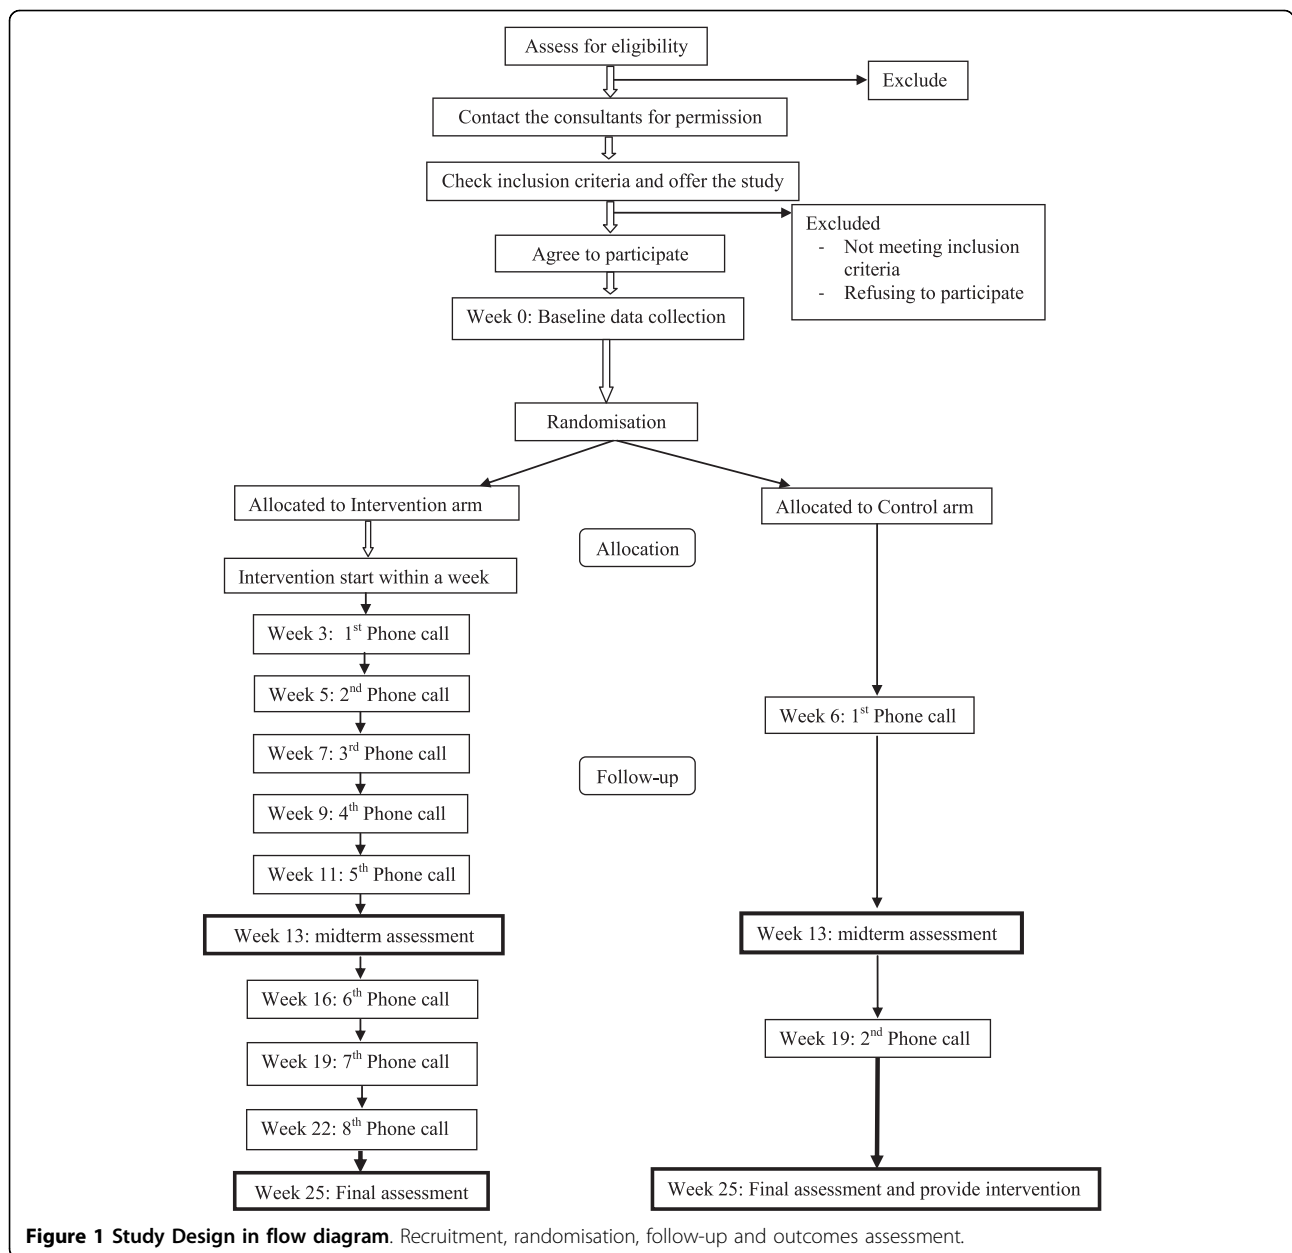 Assess for eligibility
Exclude
Contact the consultants for permission
Check inclusion criteria and offer the study
Excluded
- Not meeting inclusion
criteria
- Refusing to participate
Agree to participate
Week 0: Baseline data collection
Randomisation
Allocated to Intervention arm
Allocated to Control arm
Allocation
Intervention start within a week
Week 3: 1st Phone call
Week 5: 2nd Phone call
Week 6: 1st Phone call
Week 7: 3rd Phone call
Follow-up
Week 9: 4th Phone call
Week 11: 5th Phone call
Week 13: midterm assessment
Week 13: midterm assessment
Week 16: 6th Phone call
Week 19: 2nd Phone call
Week 19: 7th Phone call
Week 22: 8th Phone call
Week 25: Final assessment
Week 25: Final assessment and provide intervention
Figure 1 Study Design in flow diagram. Recruitment, randomisation, follow-up and outcomes assessment.